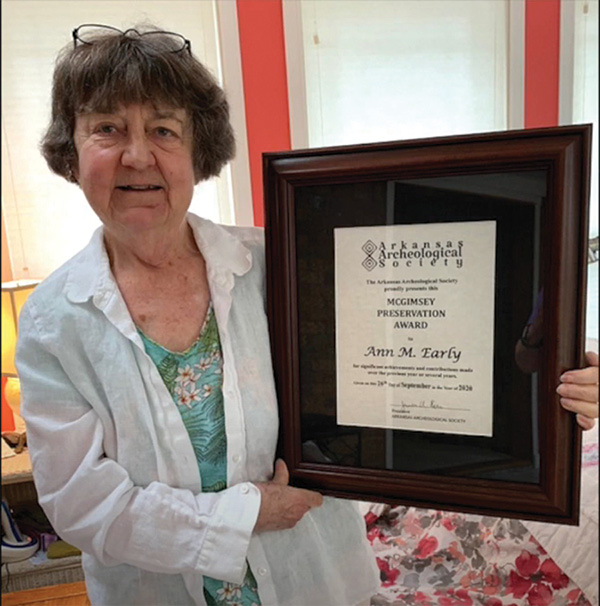 Arkansas
Archeological
Society
The Arkansas Archeological Society
proudly presents this
MCGIMSEY
PRESERVATION
AWARD
to
Ann M. Early
for significant achievements and contributions made
over the previous year or several years.
Given on this 26th Day of September in the Year of 2020
President
ARKANSAS ARCHEOLOGICAL SOCIETY